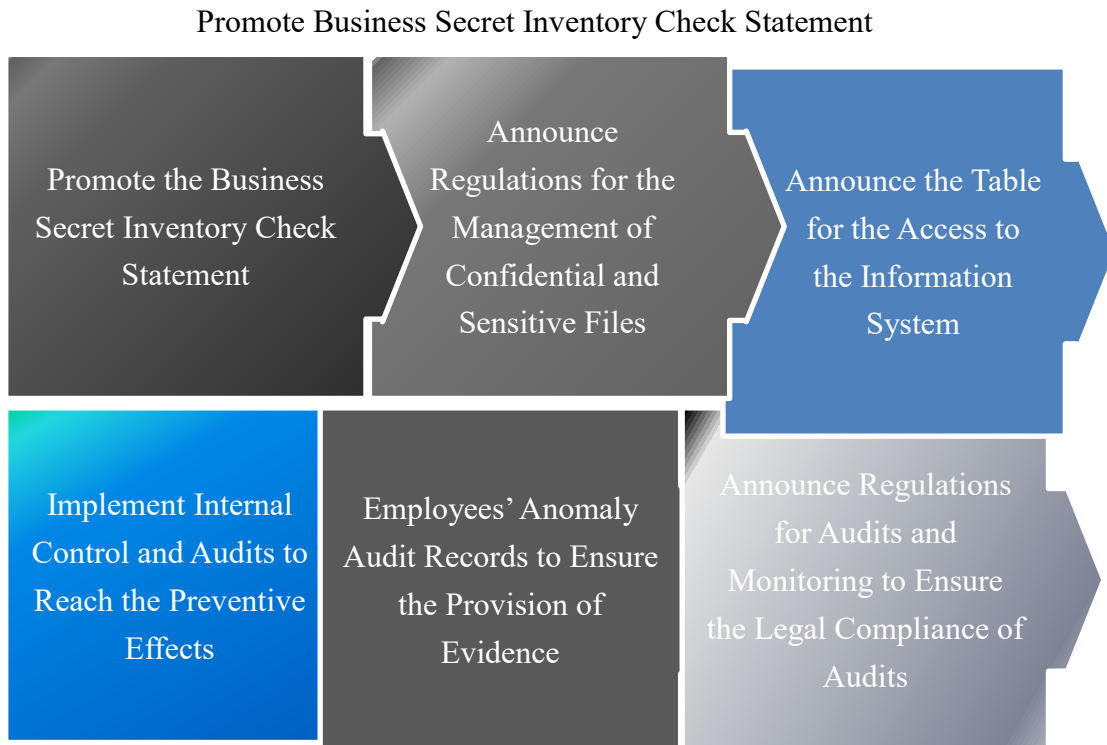 Promote Business Secret Inventory Check Statement
Promote the Business
Secret Inventory Check
Statement
Announce
Regulations for the
Management of
Confidential and
Sensitive Files
Announce the Table
for the Access to
the Information
System
Implement Internal
Control and Audits to
Reach the Preventive
Effects
Employees’ Anomaly
Audit Records to Ensure
the Provision of
Evidence
Announce Regulations
for Audits and
Monitoring to Ensure
the Legal Compliance of
Audits